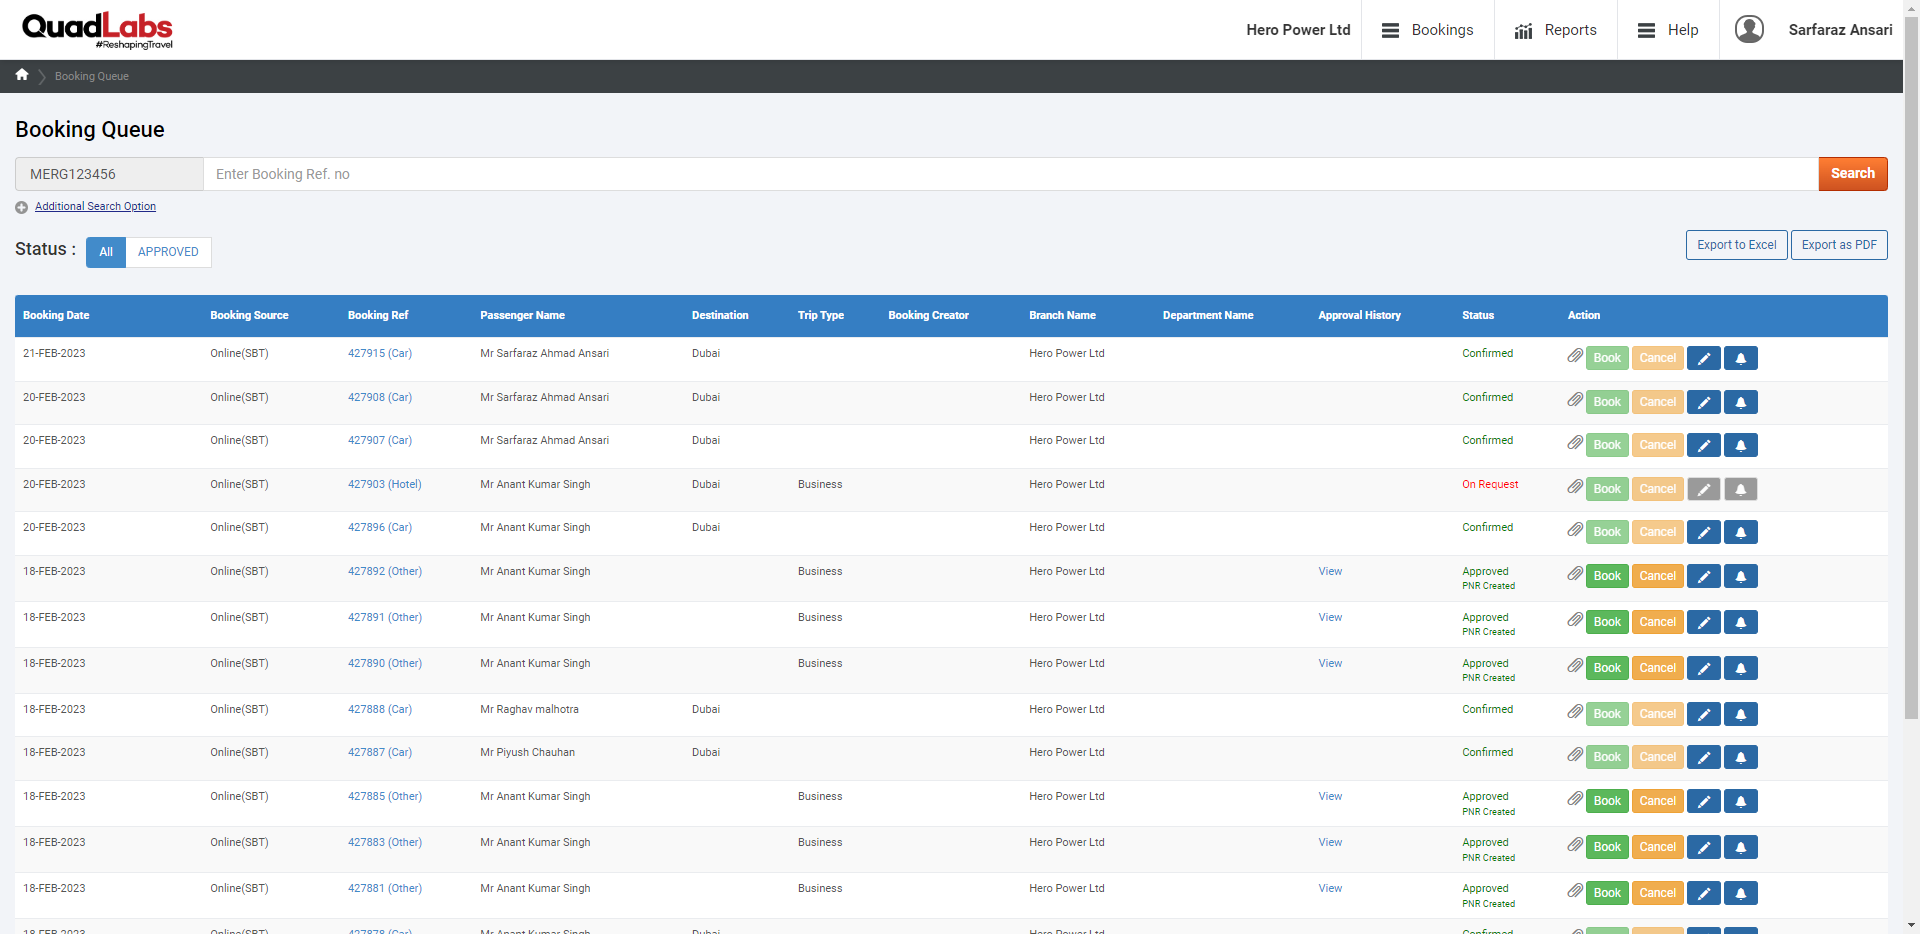 QuadLabs
#ReshapingTravel
Hero Power Ltd Bookings Reports Help Sarfaraz Ansari
Booking Queue
Booking Queue
MERG123456 Enter Booking Ref. no Search
Additional Search Option
Status : All APPROVED Export to Excel Export as PDF
Booking Date Booking Source Booking Ref Passenger Name Destination Trip Type Booking Creator Branch Name Department Name Approval History Status Action
21-FEB-2023 Online(SBT) 427915 (Car) Mr Sarfaraz Ahmad Ansari Dubai Hero Power Ltd Confirmed Book Cancel
20-FEB-2023 Online(SBT) 427908 (Car) Mr Sarfaraz Ahmad Ansari Dubai Hero Power Ltd Confirmed Book Cancel
20-FEB-2023 Online(SBT) 427907 (Car) Mr Sarfaraz Ahmad Ansari Dubai Hero Power Ltd Confirmed Book Cancel
20-FEB-2023 Online(SBT) 427903 (Hotel) Mr Anant Kumar Singh Dubai Business Hero Power Ltd On Request Book Cancel
20-FEB-2023 Online(SBT) 427896 (Car) Mr Anant Kumar Singh Dubai Hero Power Ltd Confirmed Book Cancel
18-FEB-2023 Online(SBT) 427892 (Other) Mr Anant Kumar Singh Business Hero Power Ltd View Approved Book Cancel
PNR Created
18-FEB-2023 Online(SBT) 427891 (Other) Mr Anant Kumar Singh Business Hero Power Ltd View Approved Book Cancel
PNR Created
18-FEB-2023 Online(SBT) 427890 (Other) Mr Anant Kumar Singh Business Hero Power Ltd View Approved Book Cancel
PNR Created
18-FEB-2023 Online(SBT) 427888 (Car) Mr Raghav malhotra Dubai Hero Power Ltd Confirmed Book Cancel
18-FEB-2023 Online(SBT) 427887 (Car) Mr Piyush Chauhan Dubai Hero Power Ltd Confirmed Book Cancel
18-FEB-2023 Online(SBT) 427885 (Other) Mr Anant Kumar Singh Business Hero Power Ltd View Approved Book Cancel
PNR Created
18-FEB-2023 Online(SBT) 427883 (Other) Mr Anant Kumar Singh Business Hero Power Ltd View Approved Book Cancel
PNR Created
18-FEB-2023 Online(SBT) 427881 (Other) Mr Anant Kumar Singh Business Hero Power Ltd View Approved Book Cancel
PNR Created
18-FEB-2023 Online(SBT) 427878 (Car) Mr Anant Kumar Singh Dubai Hero Power Ltd Confirmed